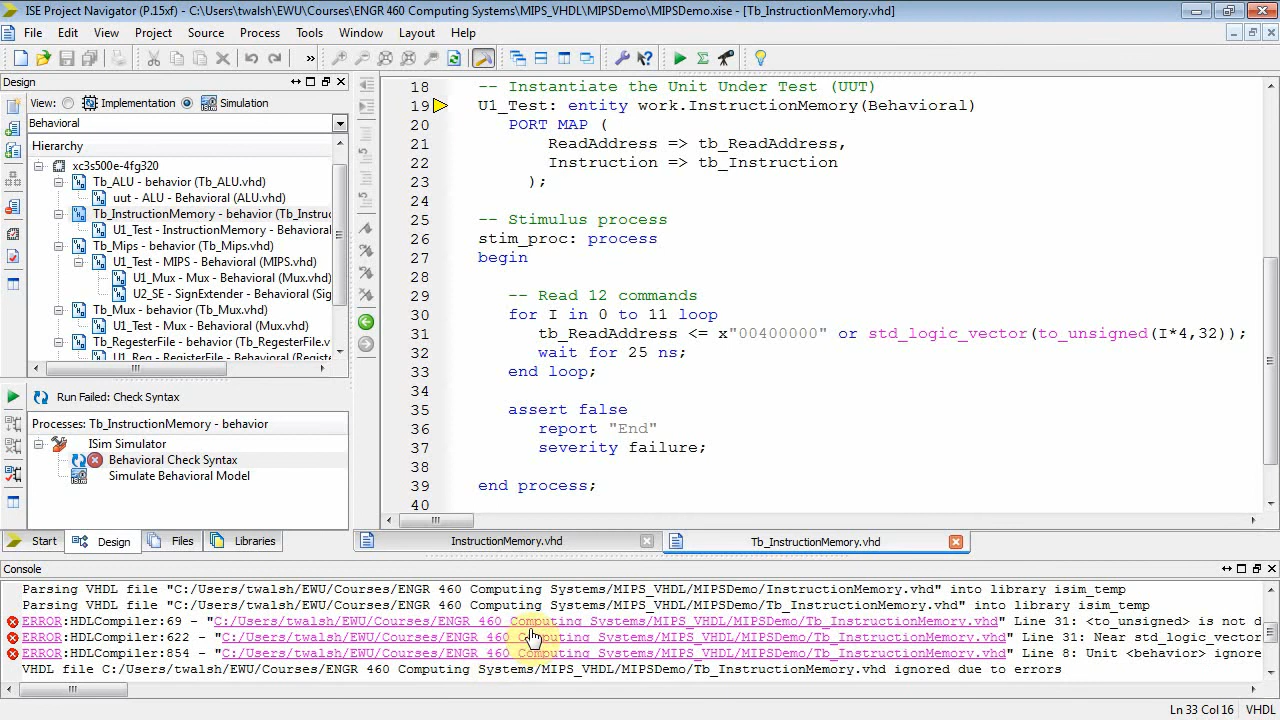 ISE Project Navigator (P.15xf) - C:\Users\twalsh\EWU\Courses\ENGR 460 Computing Systems\MIPS_VHDL\MIPSDemo\MIPSDemo.xise - [Tb_InstructionMemory.vhd]
File Edit View Project Source Process Tools Window Layout Help
Design
View: Implementation Simulation
Behavioral
Hierarchy
xc3s500e-4fg320
Tb_ALU - behavior (Tb_ALU.vhd)
uut - ALU - Behavioral (ALU.vhd)
Tb_InstructionMemory - behavior (Tb_Instruc
U1_Test - InstructionMemory - Behavioral
Tb_Mips - behavior (Tb_Mips.vhd)
U1_Test - MIPS - Behavioral (MIPS.vhd)
U1_Mux - Mux - Behavioral (Mux.vhd)
U2_SE - SignExtender - Behavioral (Sig
Tb_Mux - behavior (Tb_Mux.vhd)
U1_Test - Mux - Behavioral (Mux.vhd)
Tb_regesterFile - behavior (Tb_RegesterFile.v
U1_Reg - RegisterFile - Behavioral (Registe
Run Failed: Check Syntax
Processes: Tb_InstructionMemory - behavior
ISim Simulator
Behavioral Check Syntax
Simulate Behavioral Model
Start Design Files Libraries
18 -- Instantiate the Unit Under Test (UUT)
19 U1_Test: entity work.InstructionMemory(Behavioral)
20 PORT MAP (
21 ReadAddress => tb_ReadAddress,
22 Instruction => tb_Instruction
23 );
24
25 -- Stimulus process
26 stim_proc: process
27 begin
28
29 -- Read 12 commands
30 for I in 0 to 11 loop
31 tb_ReadAddress <= x"00400000" or std_logic_vector(to_unsigned(I*4,32));
32 wait for 25 ns;
33 end loop;
34
35 assert false
36 report "End"
37 severity failure;
38
39 end process;
40
InstructionMemory.vhd Tb_InstructionMemory.vhd
Console
Parsing VHDL file "C:/Users/twalsh/EWU/Courses/ENGR 460 Computing Systems/MIPS_VHDL/MIPSDemo/InstructionMemory.vhd" into library isim_temp
Parsing VHDL file "C:/Users/twalsh/EWU/Courses/ENGR 460 Computing Systems/MIPS_VHDL/MIPSDemo/Tb_InstructionMemory.vhd" into library isim_temp
ERROR:HDLCompiler:69 - "C:/Users/twalsh/EWU/Courses/ENGR 460 Computing Systems/MIPS_VHDL/MIPSDemo/Tb_InstructionMemory.vhd" Line 31: <to_unsigned> is not d
ERROR:HDLCompiler:622 - "C:/Users/twalsh/EWU/Courses/ENGR 460 Computing Systems/MIPS_VHDL/MIPSDemo/Tb_InstructionMemory.vhd" Line 31: Near std_logic_vector
ERROR:HDLCompiler:854 - "C:/Users/twalsh/EWU/Courses/ENGR 460 Computing Systems/MIPS_VHDL/MIPSDemo/Tb_InstructionMemory.vhd" Line 8: Unit <behavior> ignore
VHDL file C:/Users/twalsh/EWU/Courses/ENGR 460 Computing Systems/MIPS_VHDL/MIPSDemo/Tb_InstructionMemory.vhd ignored due to errors
Ln 33 Col 16 VHDL